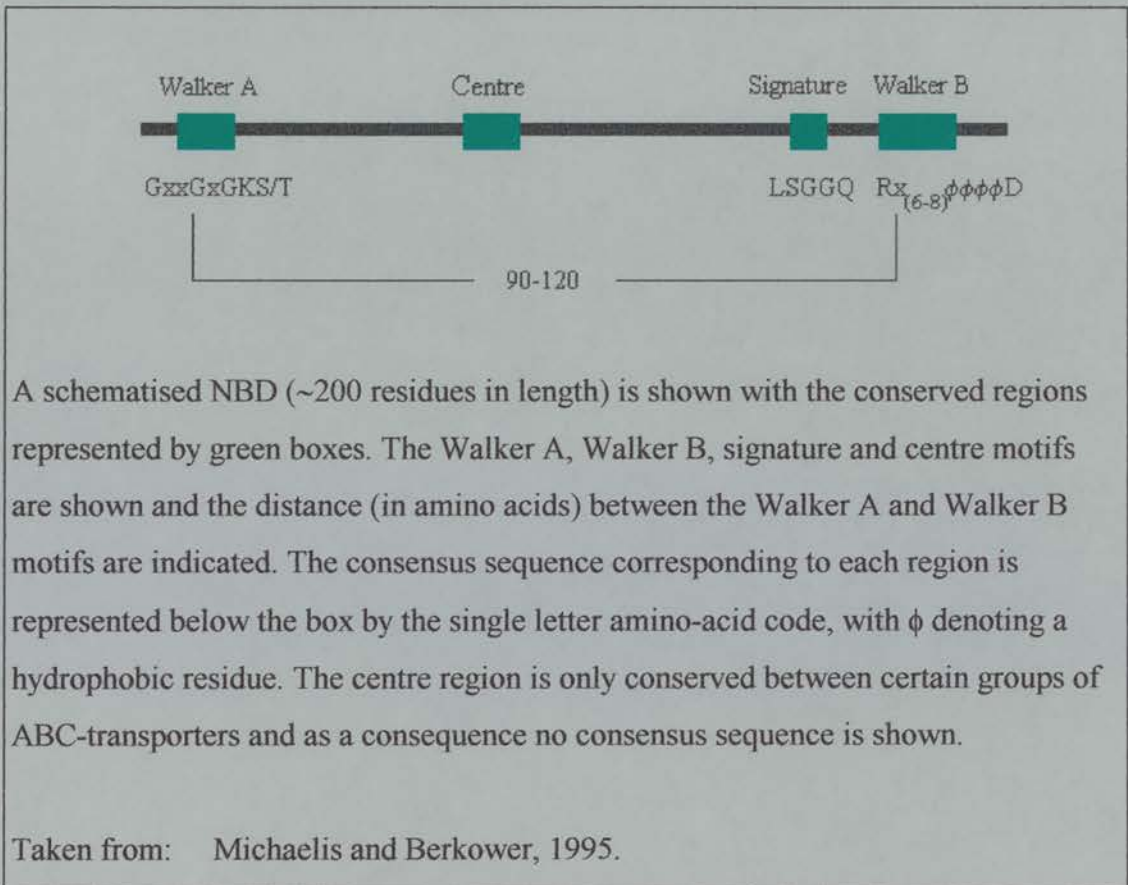 Walker A Centre Signature Walker B
GxxGxGKS/T LSGGQ Rx(6-8)ϕϕϕϕD
90-120
A schematised NBD (~200 residues in length) is shown with the conserved regions
represented by green boxes. The Walker A, Walker B, signature and centre motifs
are shown and the distance (in amino acids) between the Walker A and Walker B
motifs are indicated. The consensus sequence corresponding to each region is
represented below the box by the single letter amino-acid code, with ϕ denoting a
hydrophobic residue. The centre region is only conserved between certain groups of
ABC-transporters and as a consequence no consensus sequence is shown.
Taken from: Michaelis and Berkower, 1995.